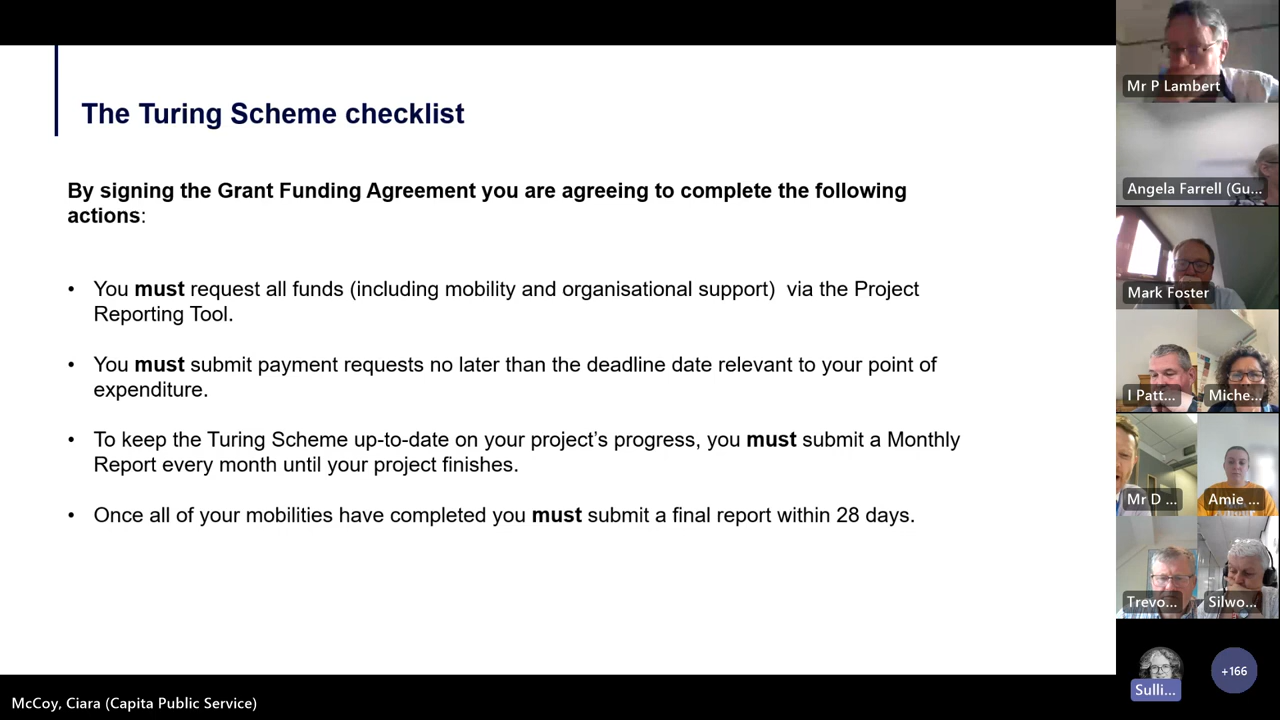 The Turing Scheme checklist
By signing the Grant Funding Agreement you are agreeing to complete the following
actions:
• You must request all funds (including mobility and organisational support)  via the Project
Reporting Tool.
• You must submit payment requests no later than the deadline date relevant to your point of
expenditure.
• To keep the Turing Scheme up-to-date on your project’s progress, you must submit a Monthly
Report every month until your project finishes.
• Once all of your mobilities have completed you must submit a final report within 28 days.
McCoy, Ciara (Capita Public Service)
Mr P Lambert
Angela Farrell (Gu...
Mark Foster
I Patt...
Miche...
Mr D ...
Amie ...
Trevo...
Silwo...
Sulli...
+166